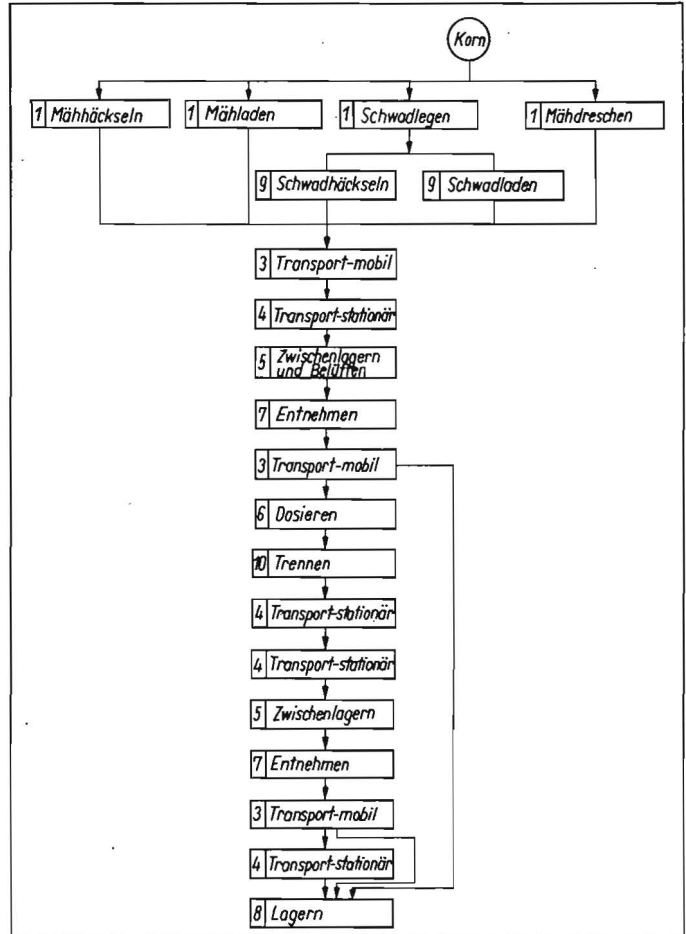 Korn
1 Mähhäckseln
1 Mähladen
1 Schwadlegen
1 Mähdreschen
9 Schwadhäckseln
9 Schwadladen
3 Transport-mobil
4 Transport-stationär
5 Zwischenlagern
und Belüften
7 Entnehmen
3 Transport-mobil
6 Dosieren
10 Trennen
4 Transport-stationär
4 Transport-stationär
5 Zwischenlagern
7 Entnehmen
3 Transport-mobil
4 Transport-stationär
8 Lagern